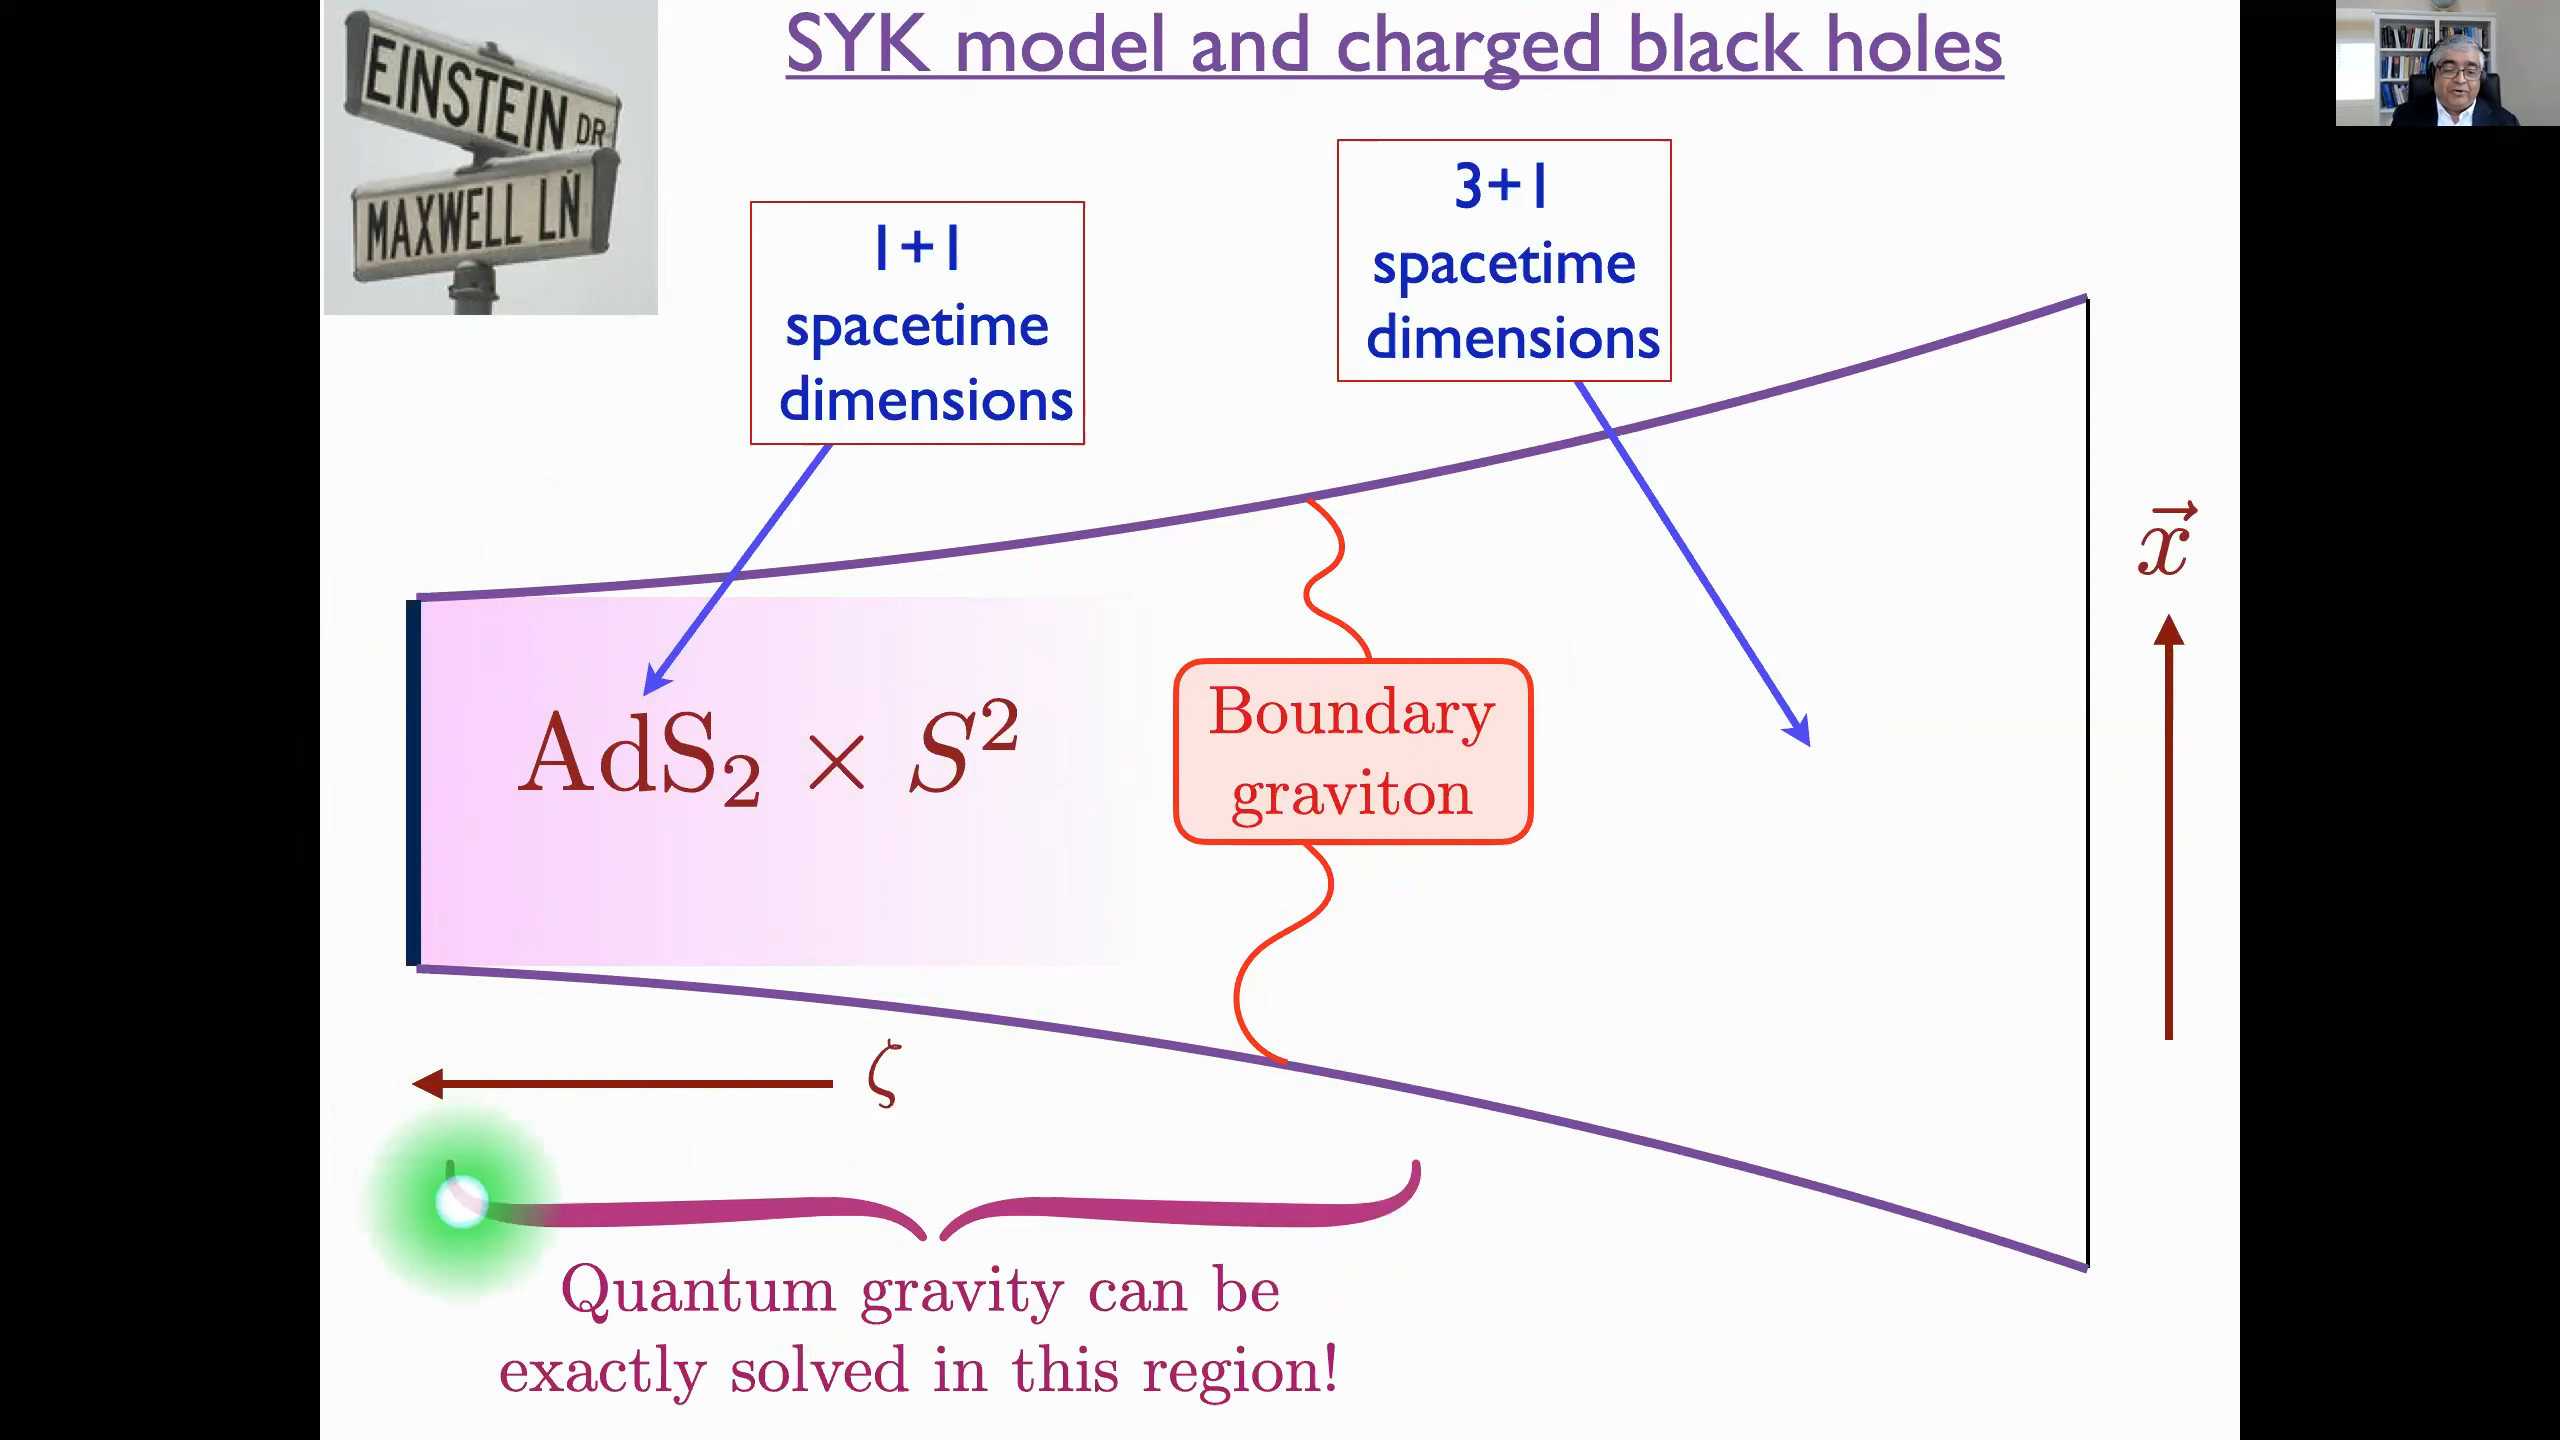 SYK model and charged black holes
EINSTEIN DR
MAXWELL LN
1+1
spacetime
dimensions
3+1
spacetime
dimensions
x⃗
AdS₂ × S²
Boundary
graviton
ζ
Quantum gravity can be
exactly solved in this region!